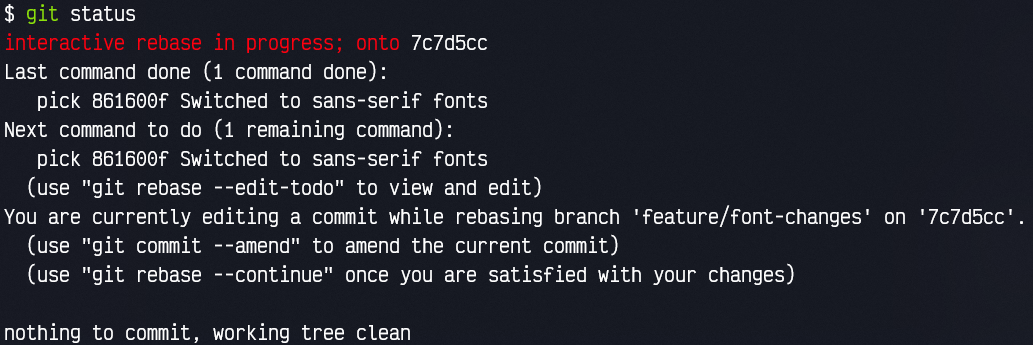 $ git status
interactive rebase in progress; onto 7c7d5cc
Last command done (1 command done):
   pick 861600f Switched to sans-serif fonts
Next command to do (1 remaining command):
   pick 861600f Switched to sans-serif fonts
  (use "git rebase --edit-todo" to view and edit)
You are currently editing a commit while rebasing branch 'feature/font-changes' on '7c7d5cc'.
  (use "git commit --amend" to amend the current commit)
  (use "git rebase --continue" once you are satisfied with your changes)

nothing to commit, working tree clean